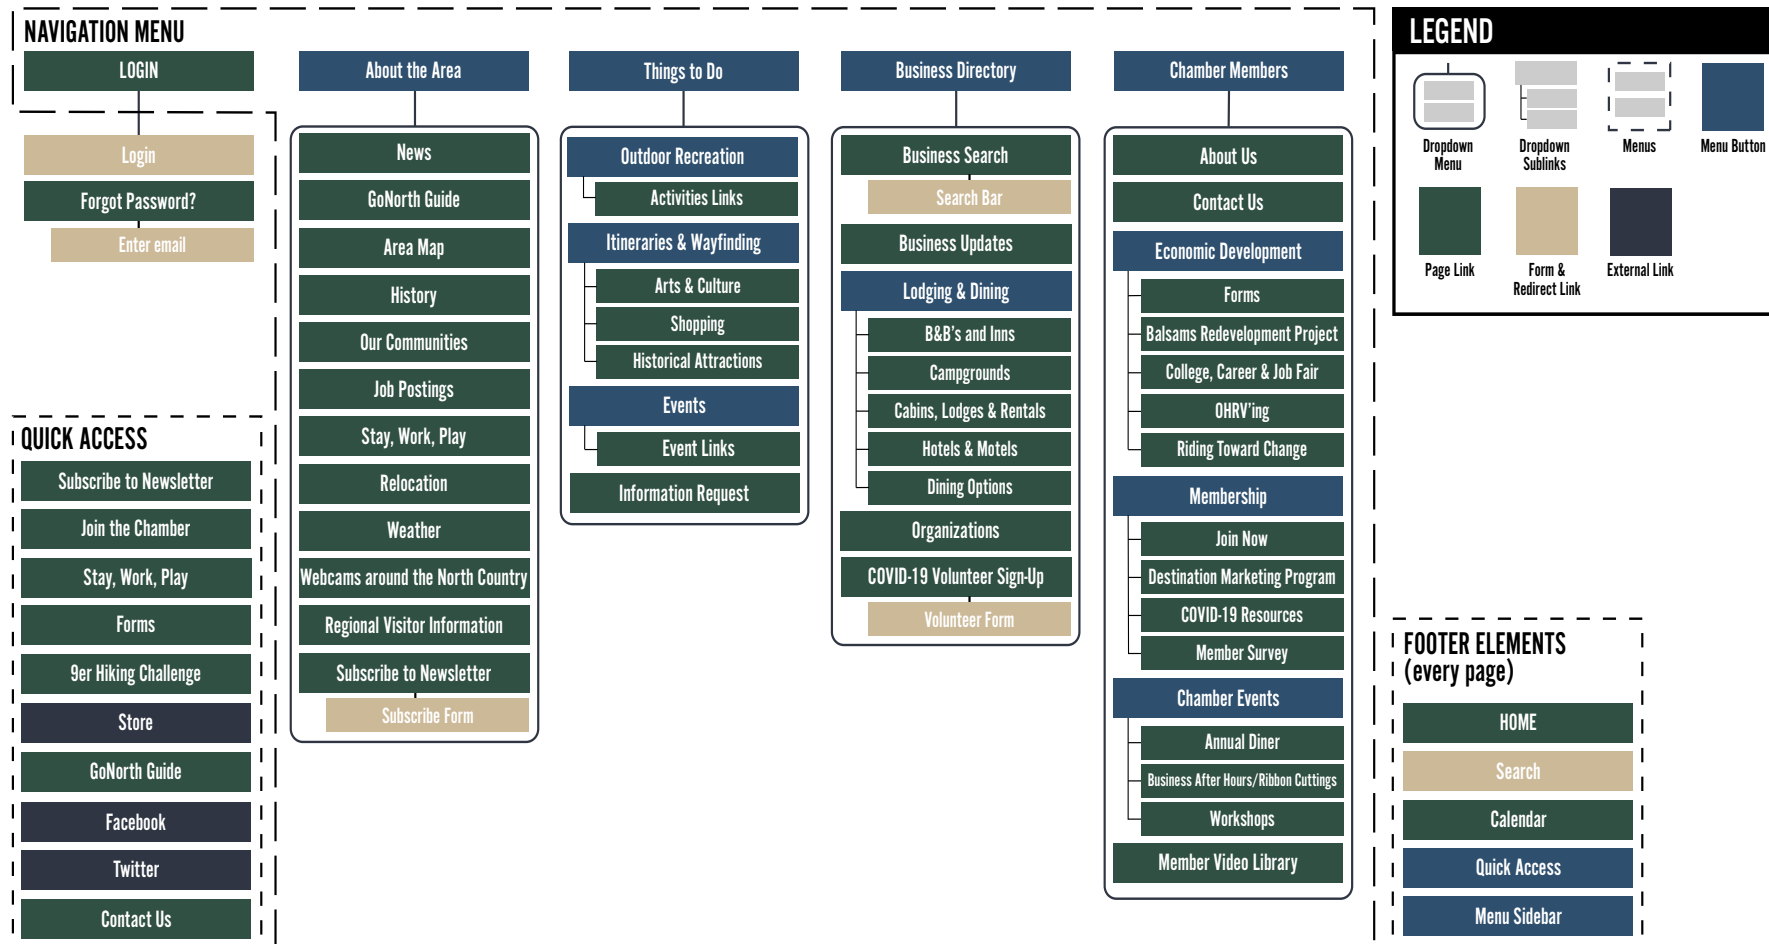 NAVIGATION MENU
LOGIN
Login
Forgot Password?
Enter email
About the Area
News
GoNorth Guide
Area Map
History
Our Communities
Job Postings
Stay, Work, Play
Relocation
Weather
Webcams around the North Country
Regional Visitor Information
Subscribe to Newsletter
Subscribe Form
Things to Do
Outdoor Recreation
Activities Links
Itineraries & Wayfinding
Arts & Culture
Shopping
Historical Attractions
Events
Event Links
Information Request
Business Directory
Business Search
Search Bar
Business Updates
Lodging & Dining
B&B's and Inns
Campgrounds
Cabins, Lodges & Rentals
Hotels & Motels
Dining Options
Organizations
COVID-19 Volunteer Sign-Up
Volunteer Form
Chamber Members
About Us
Contact Us
Economic Development
Forms
Balsams Redevelopment Project
College, Career & Job Fair
OHRV'ing
Riding Toward Change
Membership
Join Now
Destination Marketing Program
COVID-19 Resources
Member Survey
Chamber Events
Annual Diner
Business After Hours/Ribbon Cuttings
Workshops
Member Video Library
QUICK ACCESS
Subscribe to Newsletter
Join the Chamber
Stay, Work, Play
Forms
9er Hiking Challenge
Store
GoNorth Guide
Facebook
Twitter
Contact Us
LEGEND
Dropdown
Menu
Dropdown
Sublinks
Menus
Menu Button
Page Link
Form &
Redirect Link
External Link
FOOTER ELEMENTS
(every page)
HOME
Search
Calendar
Quick Access
Menu Sidebar